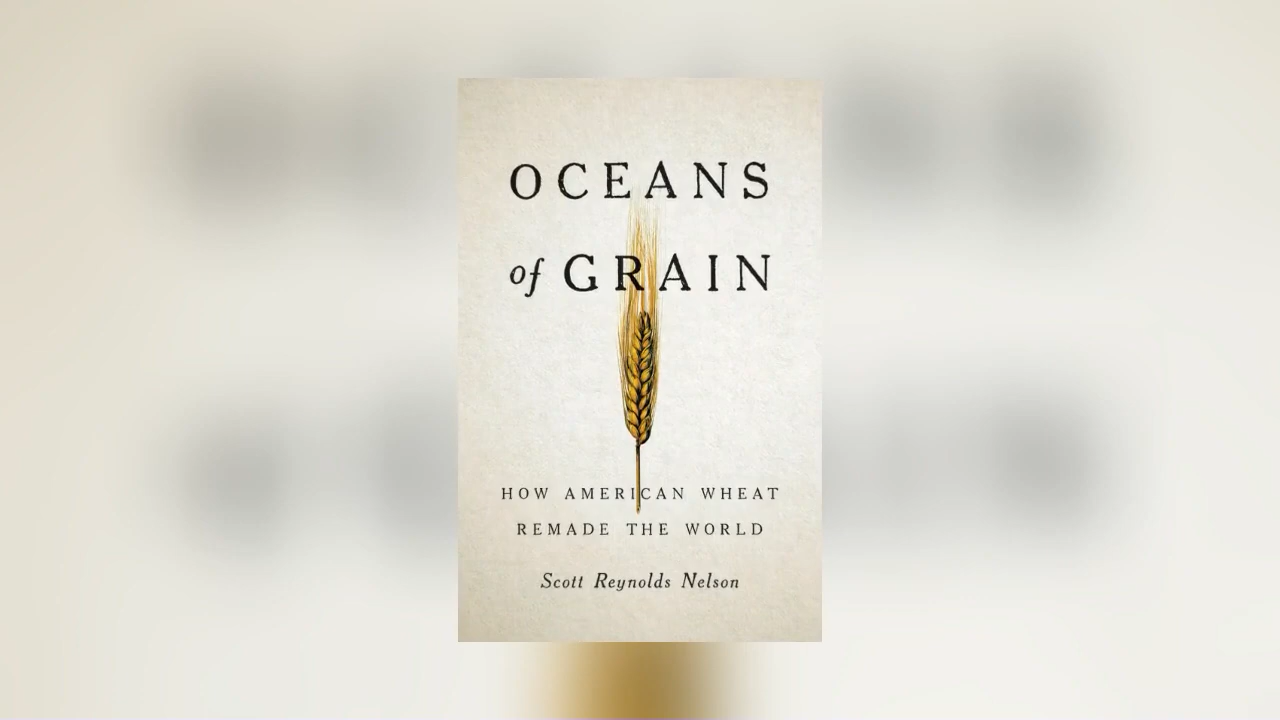 OCEANS
of GRAIN
HOW AMERICAN WHEAT
REMADE THE WORLD
Scott Reynolds Nelson